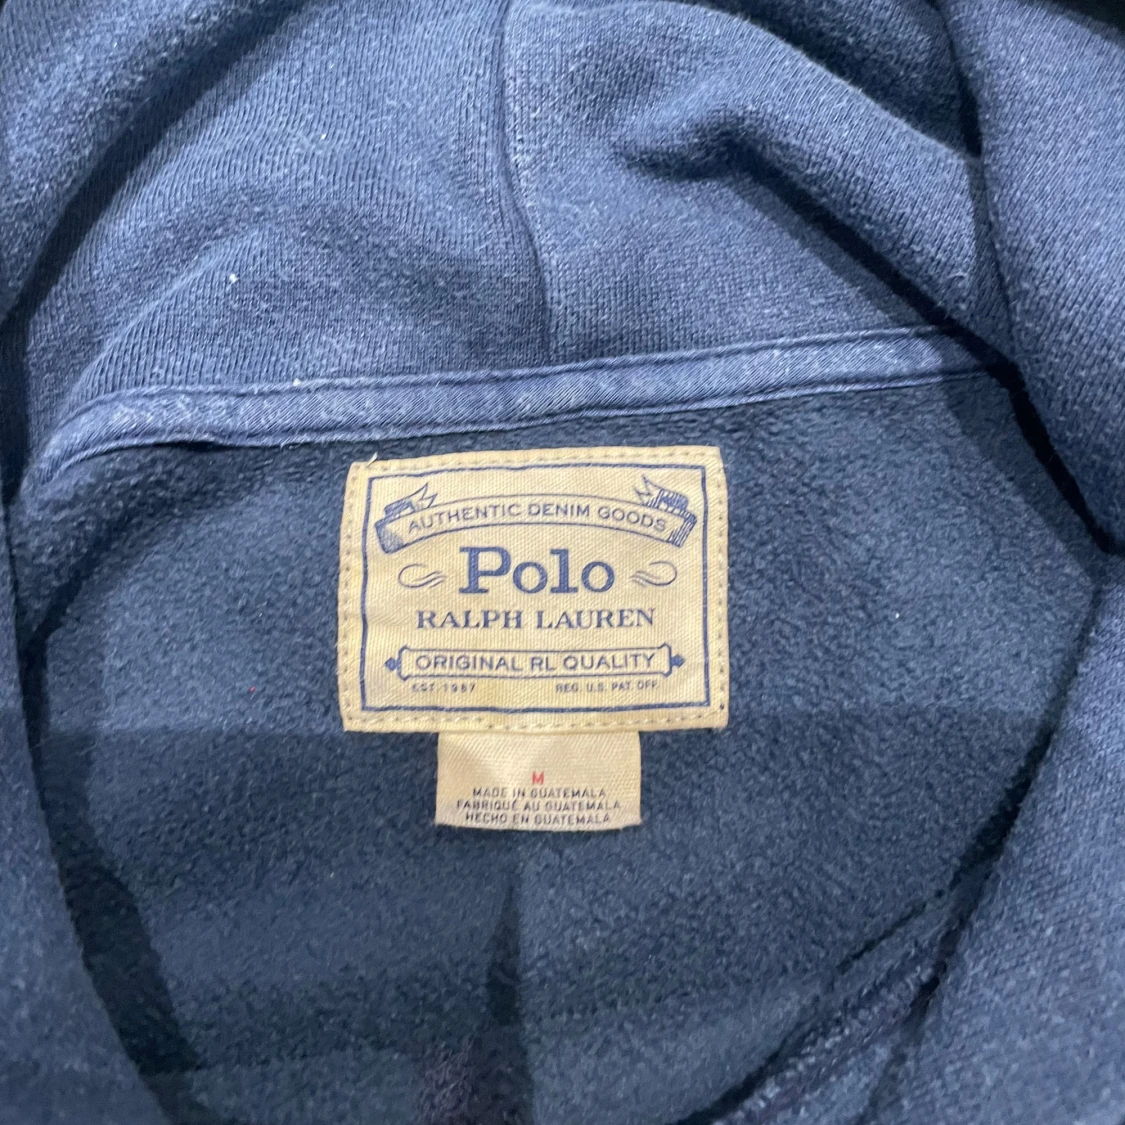 AUTHENTIC DENIM GOODS
Polo
RALPH LAUREN
ORIGINAL RL QUALITY
EST. 1967 REG. U.S. PAT. OFF.
M
MADE IN GUATEMALA
FABRIQUÉ AU GUATEMALA
HECHO EN GUATEMALA